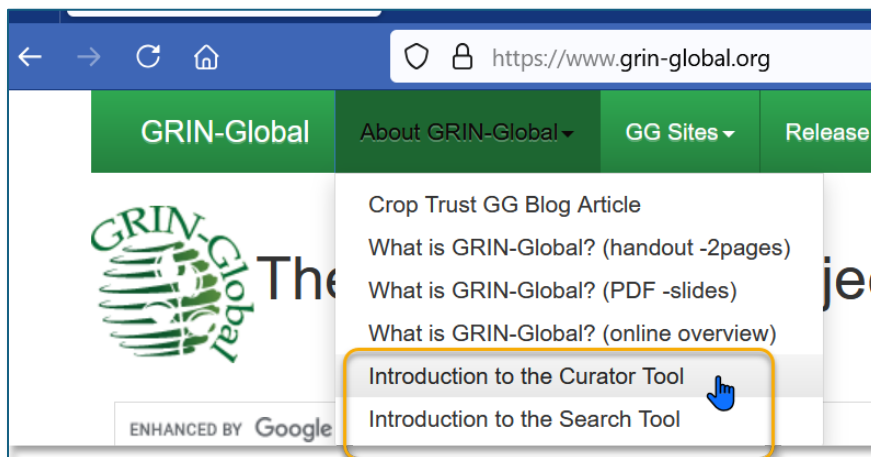 https://www.grin-global.org
GRIN-Global About GRIN-Global GG Sites Release
Crop Trust GG Blog Article
What is GRIN-Global? (handout -2pages)
What is GRIN-Global? (PDF -slides)
What is GRIN-Global? (online overview)
Introduction to the Curator Tool
Introduction to the Search Tool
GRIN-Global
The
je
ENHANCED BY Google